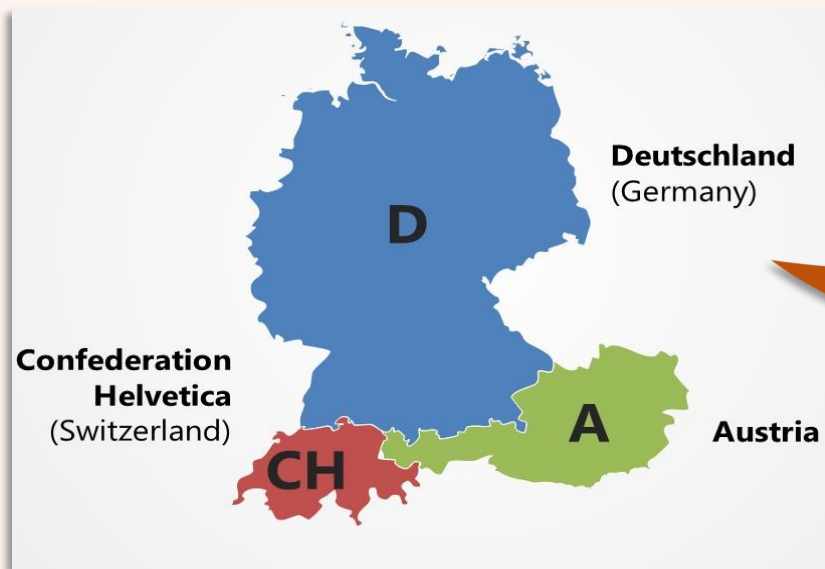 D
Deutschland
(Germany)
Confederation
Helvetica
(Switzerland)
CH
A
Austria